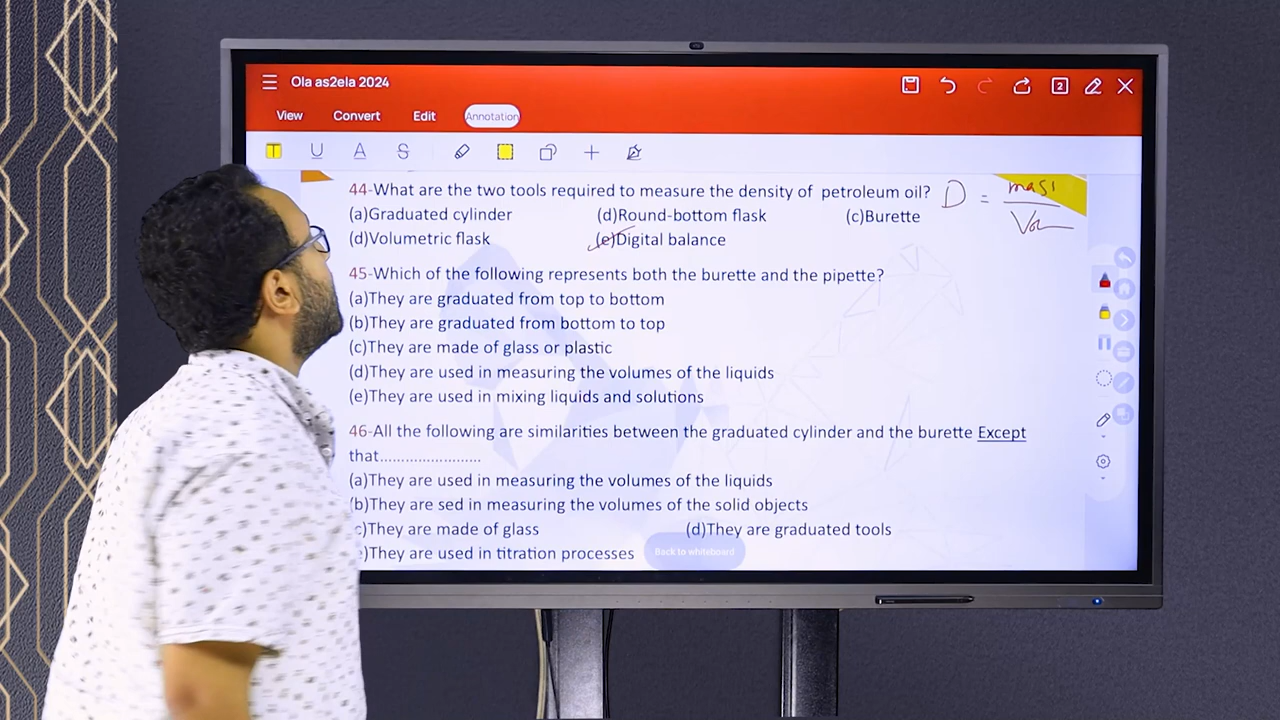 Ola as2ela 2024
2
View Convert Edit Annotation
T U A S
44-What are the two tools required to measure the density of petroleum oil? D = mass
Vol
(a)Graduated cylinder (d)Round-bottom flask (c)Burette
(d)Volumetric flask (e)Digital balance
45-Which of the following represents both the burette and the pipette?
(a)They are graduated from top to bottom
(b)They are graduated from bottom to top
(c)They are made of glass or plastic
(d)They are used in measuring the volumes of the liquids
(e)They are used in mixing liquids and solutions
46-All the following are similarities between the graduated cylinder and the burette Except
that........................
(a)They are used in measuring the volumes of the liquids
(b)They are sed in measuring the volumes of the solid objects
c)They are made of glass (d)They are graduated tools
)They are used in titration processes
Back to whiteboard